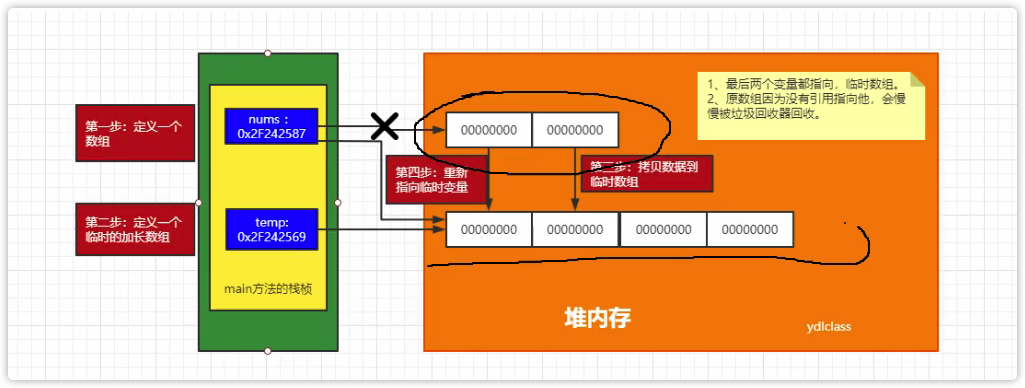 1、最后两个变量都指向，临时数组。
2、原数组因为没有引用指向他，会慢
慢被垃圾回收器回收。
第一步：定义一个
数组
nums：
0x2F242587
00000000 00000000
第四步：重新
指向临时变量
第三步：拷贝数据到
临时数组
第二步：定义一个
临时的加长数组
temp:
0x2F242569
00000000 00000000 00000000 00000000
main方法的栈桢
堆内存
ydlclass